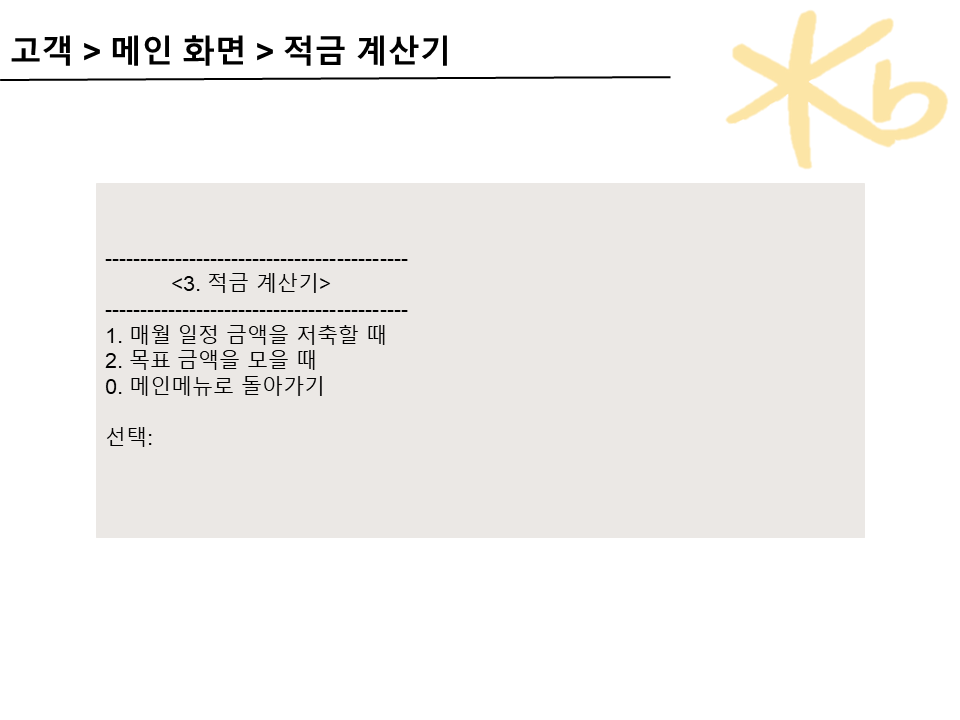 고객 > 메인 화면 > 적금 계산기
Kb
-------------------------------------------
<3. 적금 계산기>
-------------------------------------------
1. 매월 일정 금액을 저축할 때
2. 목표 금액을 모을 때
0. 메인메뉴로 돌아가기
선택: